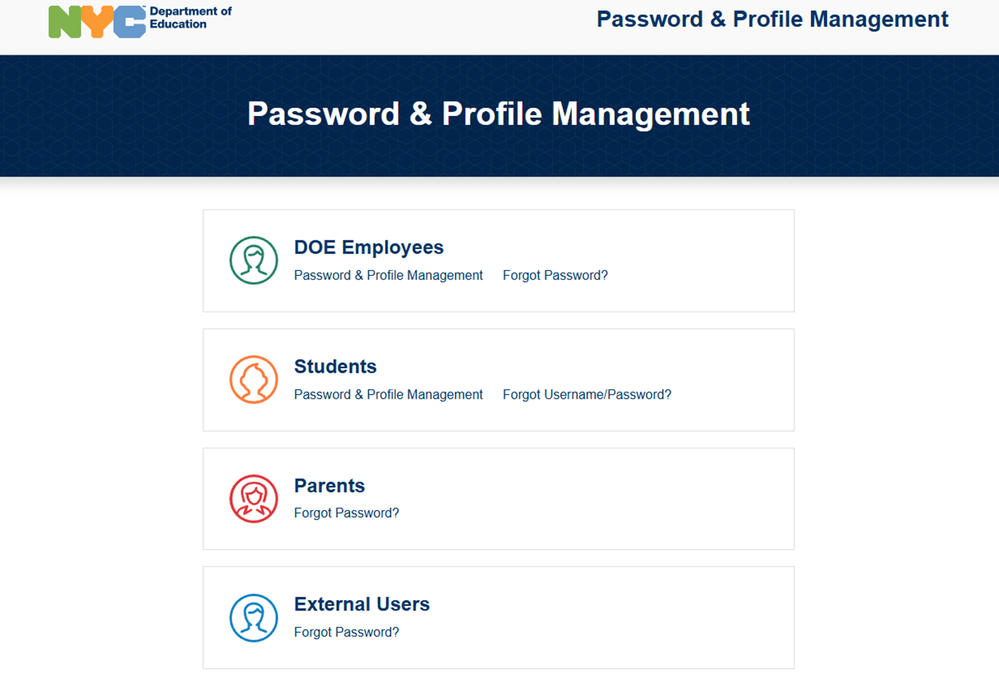 NYC Department of
Education
Password & Profile Management
Password & Profile Management
DOE Employees
Password & Profile Management Forgot Password?
Students
Password & Profile Management Forgot Username/Password?
Parents
Forgot Password?
External Users
Forgot Password?